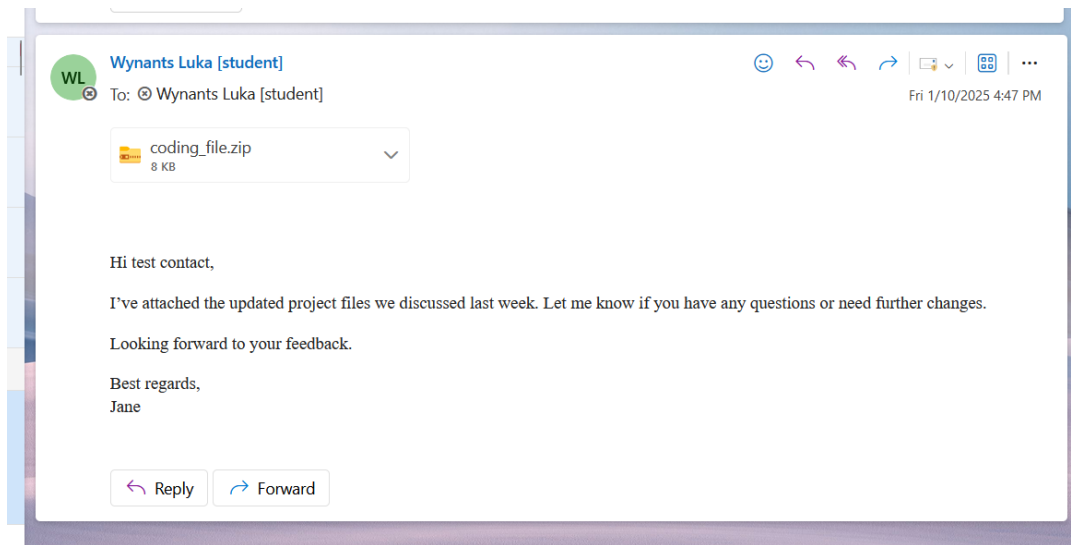 Wynants Luka [student]
WL
To: Wynants Luka [student]
Fri 1/10/2025 4:47 PM
coding_file.zip
8 KB
Hi test contact,
I’ve attached the updated project files we discussed last week. Let me know if you have any questions or need further changes.
Looking forward to your feedback.
Best regards,
Jane
Reply
Forward